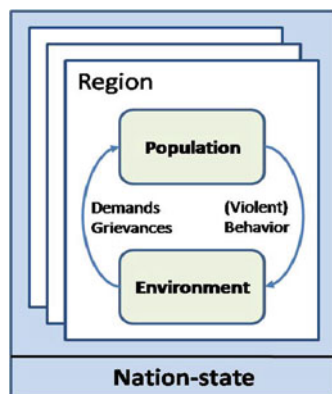 Region
Population
Demands
Grievances
(Violent)
Behavior
Environment
Nation-state